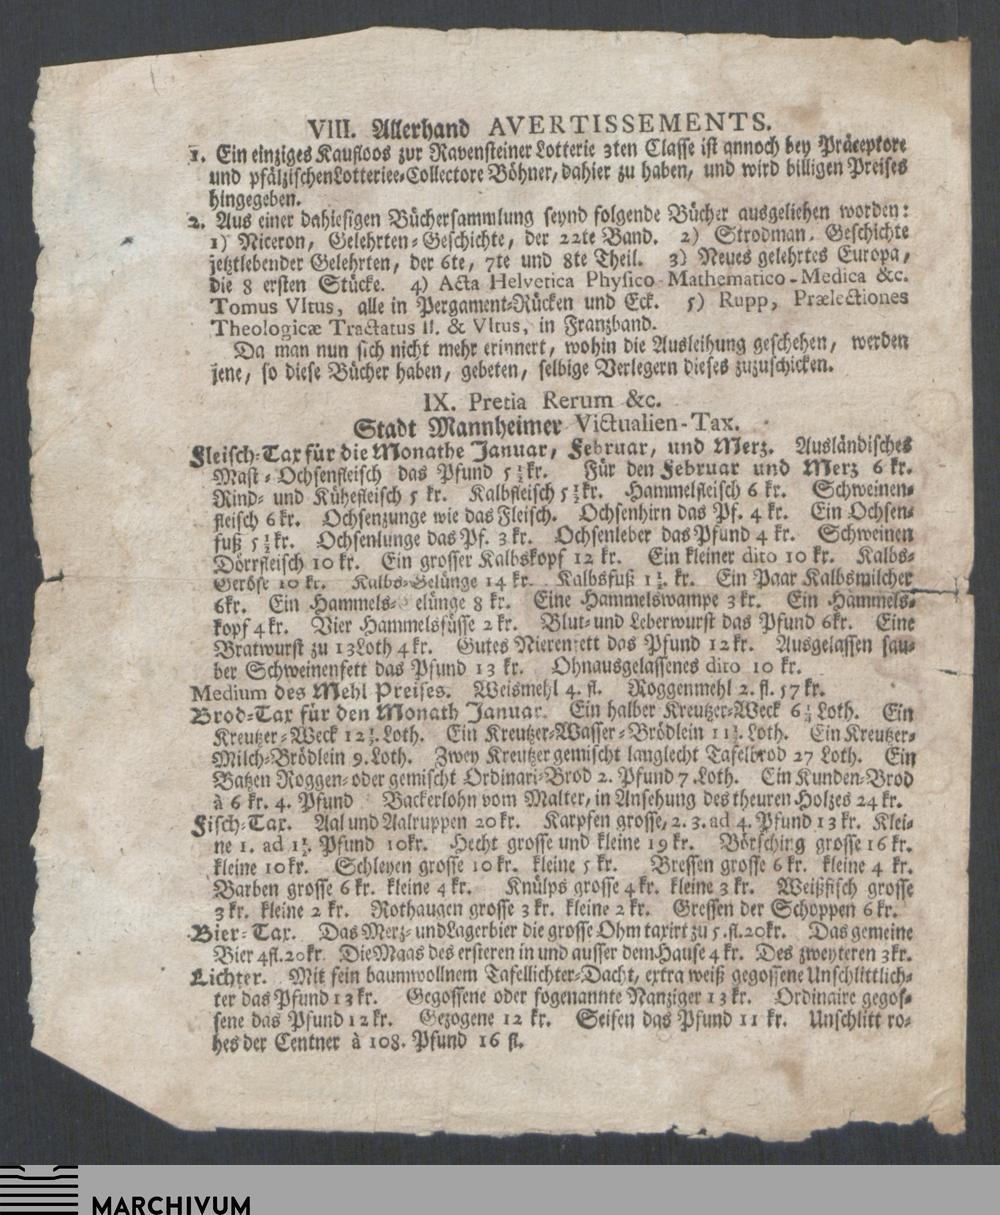 VIII. Allerhand AVERTISSEMENTS.
1. Ein einziges Kaufloos zur Ravensteiner Lotterie 3ten Classe ist annoch bey Präceptore
und pfälzischen Lotteriee-Collectore Böhner, dahier zu haben, und wird billigen Preises
hingegeben.
2. Aus einer dahiesigen Büchersammlung seynd folgende Bücher ausgeliehen worden:
1) Niceron, Gelehrten-Geschichte, der 22te Band. 2) Strodman. Geschichte
jetztlebender Gelehrten, der 6te, 7te und 8te Theil. 3) Neues gelehrtes Europa,
die 8 ersten Stücke. 4) Acta Helvetica Physico-Mathematico-Medica &c.
Tomus VItus, alle in Pergament-Rücken und Eck. 5) Rupp, Prælectiones
Theologicæ Tractatus II. & VItus, in Franzband.
Da man nun sich nicht mehr erinnert, wohin die Ausleihung geschehen, werden
jene, so diese Bücher haben, gebeten, selbige Verlegern dieses zuzuschicken.
IX. Pretia Rerum &c.
Stadt Mannheimer Victualien-Tax.
Fleisch-Tax für die Monathe Januar, Februar, und Merz. Ausländisches
Mast-Ochsenfleisch das Pfund 5 1/2 kr. Für den Februar und Merz 6 kr.
Rind- und Kühefleisch 5 kr. Kalbfleisch 5 1/2 kr. Hammelfleisch 6 kr. Schweinen-
fleisch 6 kr. Ochsenzunge wie das Fleisch. Ochsenhirn das Pf. 4 kr. Ein Ochsen-
fuß 5 1/2 kr. Ochsenlunge das Pf. 3 kr. Ochsenleber das Pfund 4 kr. Schweinen
Dörrfleisch 10 kr. Ein grosser Kalbskopf 12 kr. Ein kleiner dito 10 kr. Kalbs-
Geröse 10 kr. Kalbs-Gelünge 14 kr. Kalbsfuß 1 1/2. kr. Ein Paar Kalbsmilcher
6 kr. Ein Hammels-elünge 8 kr. Eine Hammelswampe 3 kr. Ein Hammels-
kopf 4 kr. Vier Hammelsfüsse 2 kr. Blut- und Leberwurst das Pfund 6 kr. Eine
Bratwurst zu 13 Loth 4 kr. Gutes Nierenfett das Pfund 12 kr. Ausgelassen sau-
ber Schweinenfett das Pfund 13 kr. Ohnausgelassenes dito 10 kr.
Medium des Mehl Preises. Weismehl 4. fl. Roggenmehl 2. fl. 57 kr.
Brod-Tax für den Monath Januar. Ein halber Kreutzer-Weck 6 1/4 Loth. Ein
Kreutzer-Weck 12 1/2. Loth. Ein Kreutzer-Wasser-Brödlein 11 1/2. Loth. Ein Kreutzer-
Milch-Brödlein 9. Loth. Zwey Kreutzer gemischt langlecht Tafelbrod 27 Loth. Ein
Batzen Roggen- oder gemischt Ordinari-Brod 2. Pfund 7. Loth. Ein Kunden-Brod
à 6 kr. 4. Pfund Backerlohn vom Malter, in Ansehung des theuren Holzes 24 kr.
Fisch-Tax. Aal und Aalruppen 20 kr. Karpfen grosse, 2. 3. ad 4. Pfund 13 kr. Klei-
ne 1. ad 1 1/2. Pfund 10 kr. Hecht grosse und kleine 19 kr. Börsching grosse 16 kr.
kleine 10 kr. Schleyen grosse 10 kr. kleine 5 kr. Bressen grosse 6 kr. kleine 4 kr.
Barben grosse 6 kr. kleine 4 kr. Knülps grosse 4 kr. kleine 3 kr. Weißfisch grosse
3 kr. kleine 2 kr. Rothaugen grosse 3 kr. kleine 2 kr. Gressen der Schoppen 6 kr.
Bier-Tax. Das Merz- und Lagerbier die grosse Ohm taxirt zu 5. fl. 20 kr. Das gemeine
Bier 4 fl. 20 kr. Die Maas des ersteren in und ausser dem Hause 4 kr. Des zweyteren 3 kr.
Lichter. Mit fein baumwollnem Tafellichter-Dacht, extra weiß gegossene Unschlittlich-
ter das Pfund 13 kr. Gegossene oder sogenannte Nanziger 13 kr. Ordinaire gegos-
sene das Pfund 12 kr. Gezogene 12 kr. Seifen das Pfund 11 kr. Unschlitt ro-
hes der Centner à 108. Pfund 16 fl.
MARCHIVUM